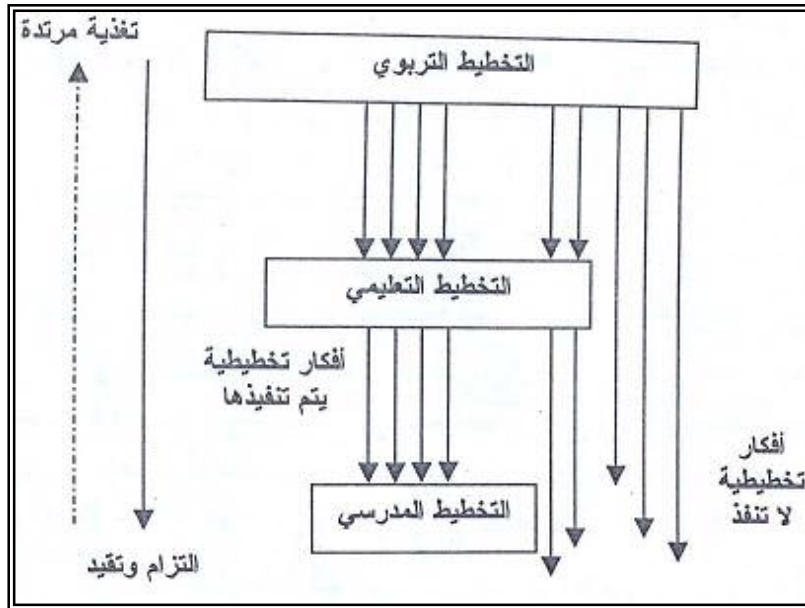 تغذية مرتدة
التخطيط التربوي
التخطيط التعليمي
أفكار تخطيطية
يتم تنفيذها
أفكار
تخطيطية
لا تنفذ
التخطيط المدرسي
التزام وتقيد